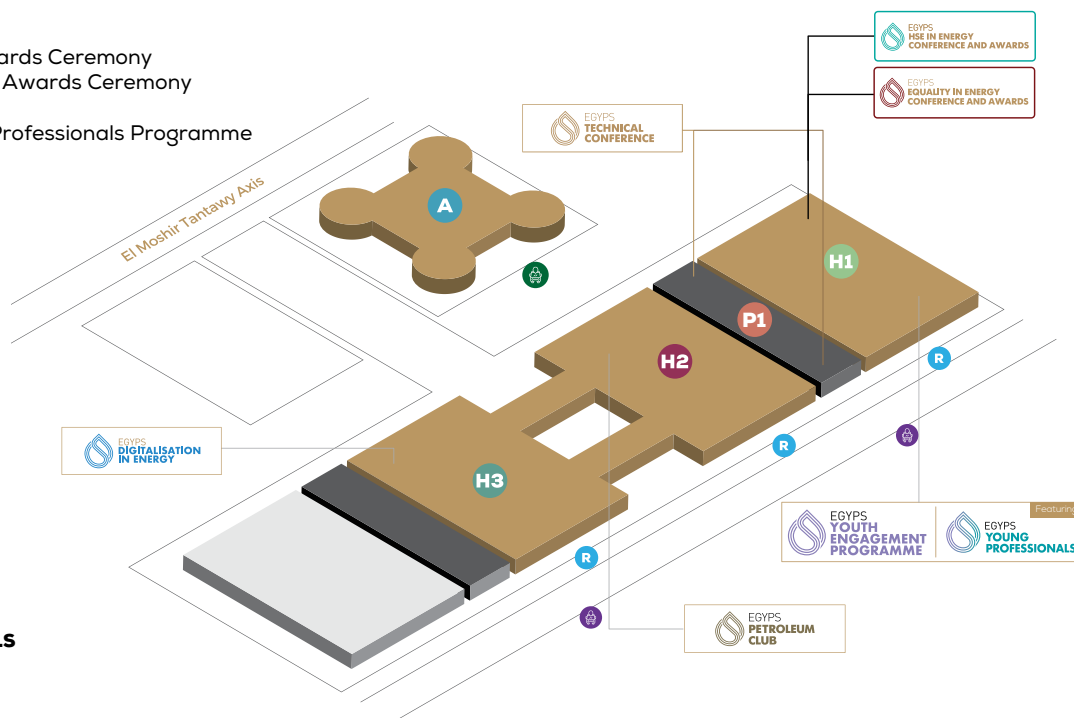 ards Ceremony
Awards Ceremony
Professionals Programme
EGYPS
HSE IN ENERGY
CONFERENCE AND AWARDS
EGYPS
EQUALITY IN ENERGY
CONFERENCE AND AWARDS
EGYPS
TECHNICAL
CONFERENCE
El Moshir Tantawy Axis
A
H1
P1
H2
R
R
EGYPS
DIGITALISATION
IN ENERGY
H3
R
Featuring
EGYPS
YOUTH
ENGAGEMENT
PROGRAMME
EGYPS
YOUNG
PROFESSIONALS
EGYPS
PETROLEUM
CLUB
LS